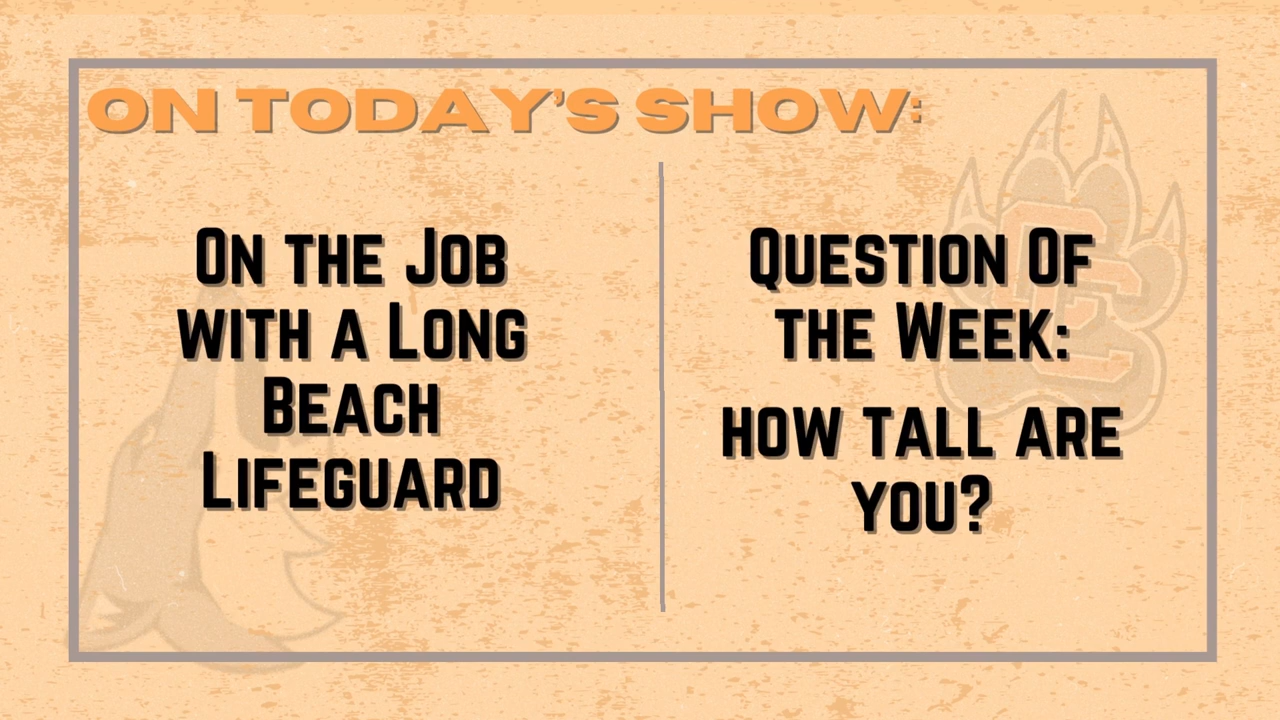 ON TODAY'S SHOW:
On the Job
with a Long
Beach
Lifeguard
Question Of
the Week:
how tall are
you?